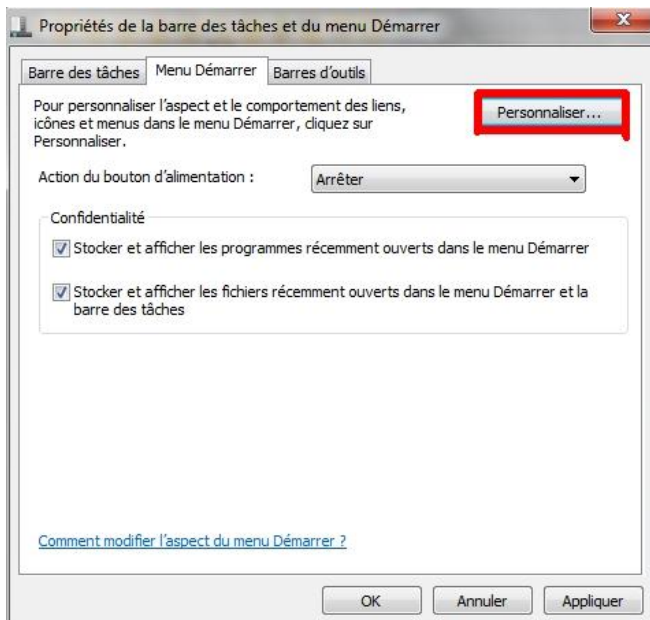 Propriétés de la barre des tâches et du menu Démarrer
Barre des tâches Menu Démarrer Barres d'outils
Pour personnaliser l'aspect et le comportement des liens,
icônes et menus dans le menu Démarrer, cliquez sur
Personnaliser.
Personnaliser...
Action du bouton d'alimentation : Arrêter
Confidentialité
Stocker et afficher les programmes récemment ouverts dans le menu Démarrer
Stocker et afficher les fichiers récemment ouverts dans le menu Démarrer et la
barre des tâches
Comment modifier l'aspect du menu Démarrer ?
OK Annuler Appliquer